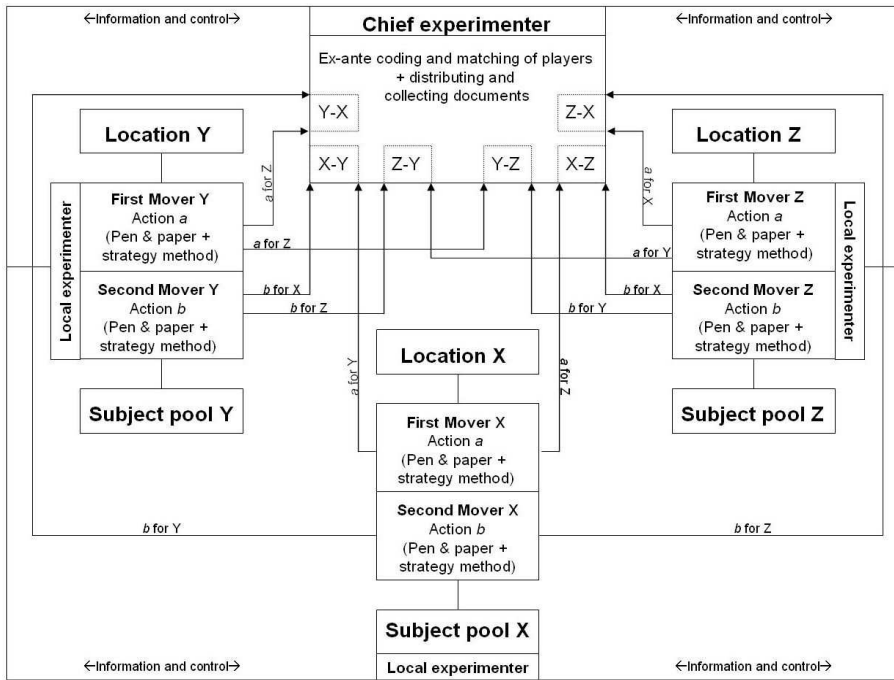 ←Information and control→
Chief experimenter
←Information and control→
Ex-ante coding and matching of players
+ distributing and
collecting documents
Y-X
Z-X
Location Y
Location Z
X-Y
Z-Y
Y-Z
X-Z
a for Z
a for X
Local experimenter
First Mover Y
Action a
(Pen & paper +
strategy method)
a for Z
a for Y
First Mover Z
Action a
(Pen & paper +
strategy method)
Local experimenter
Second Mover Y
Action b
(Pen & paper +
strategy method)
b for X
b for Z
b for X
b for Y
Second Mover Z
Action b
(Pen & paper +
strategy method)
Location X
a for Y
a for Z
Subject pool Y
Subject pool Z
First Mover X
Action a
(Pen & paper +
strategy method)
Second Mover X
Action b
(Pen & paper +
strategy method)
b for Y
b for Z
Subject pool X
Local experimenter
←Information and control→
←Information and control→